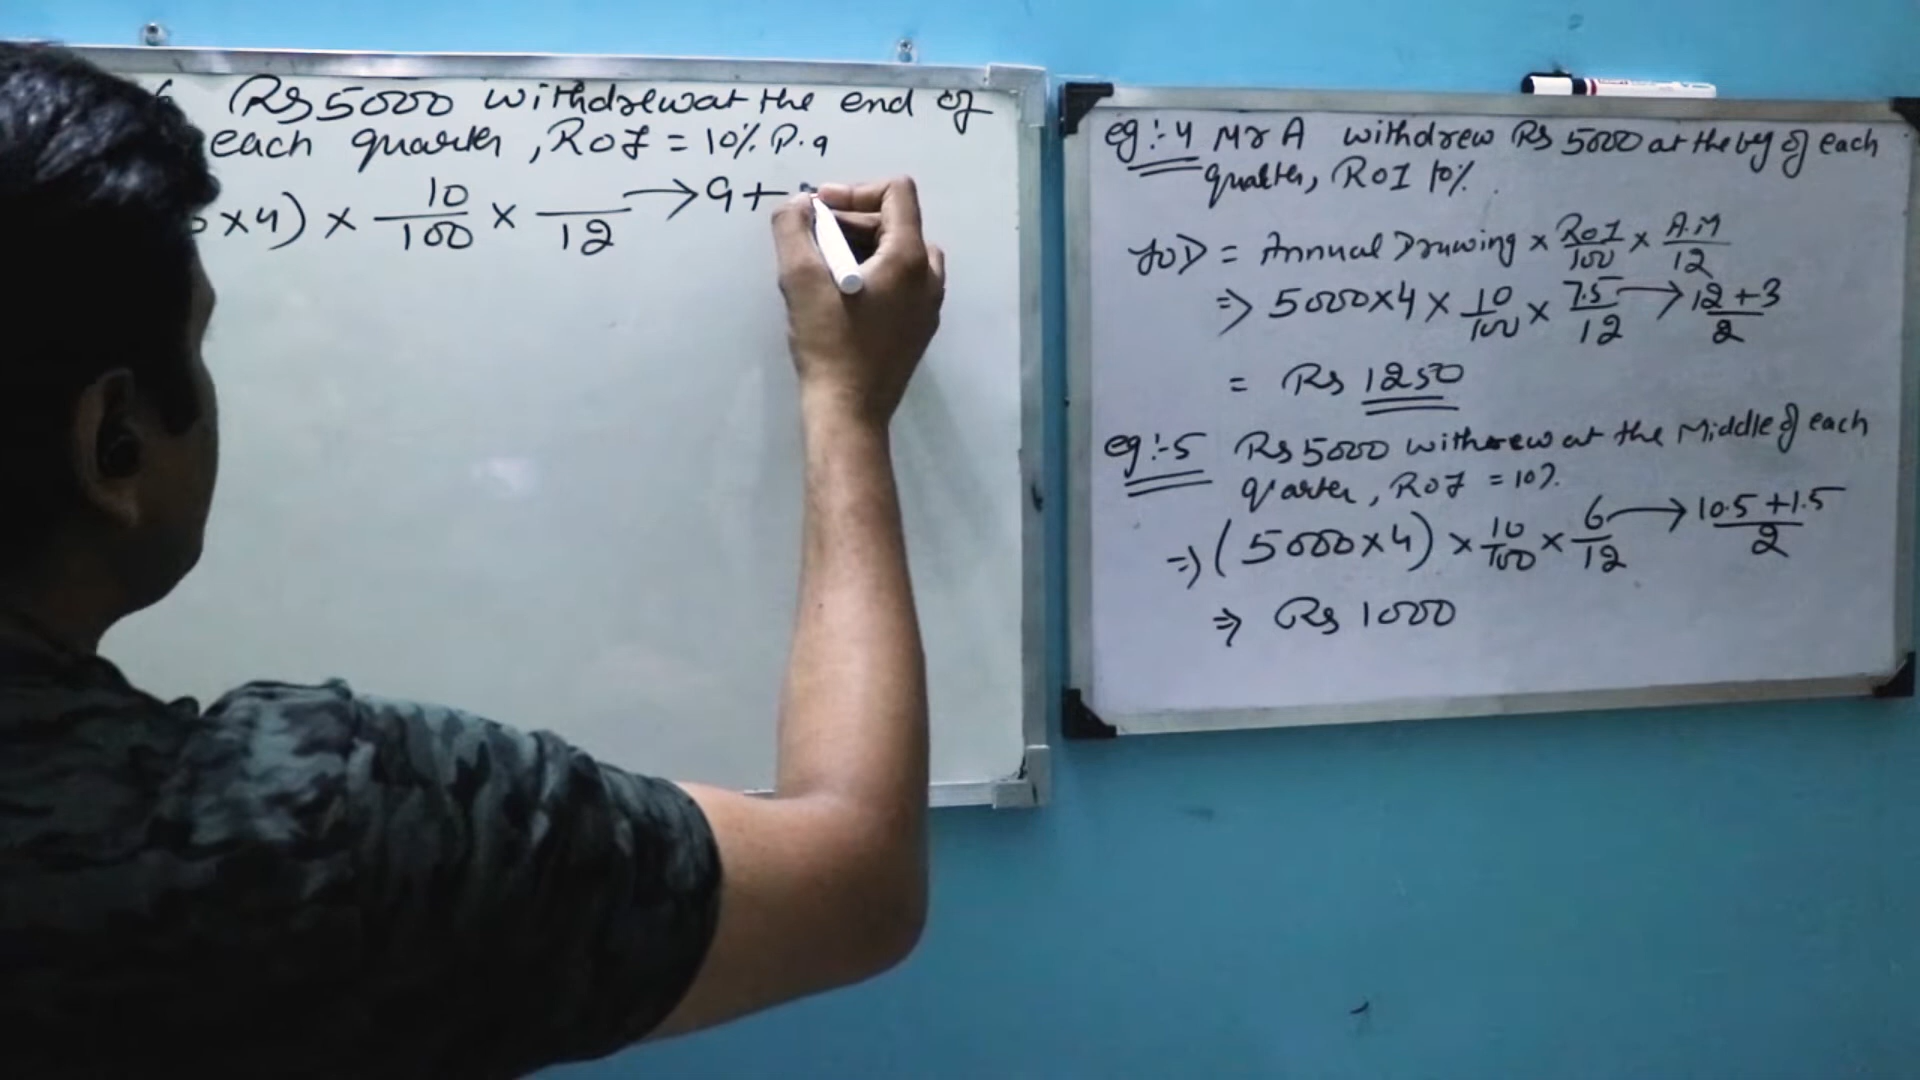 Rs 5000 withdrew at the end of
each quarter, ROI = 10% P.a
×4) × 10/100 × /12 → 9+
eg:-4 Mr A withdrew Rs 5000 at the beg of each
quarter, ROI 10%.
IOD = Annual Drawing × ROI/100 × A.M/12
⇒ 5000×4 × 10/100 × 7.5/12 → 12+3/2
= Rs 1250
eg:-5 Rs 5000 withdrew at the Middle of each
quarter, ROI = 10%.
⇒ (5000×4) × 10/100 × 6/12 → 10.5+1.5/2
⇒ Rs 1000